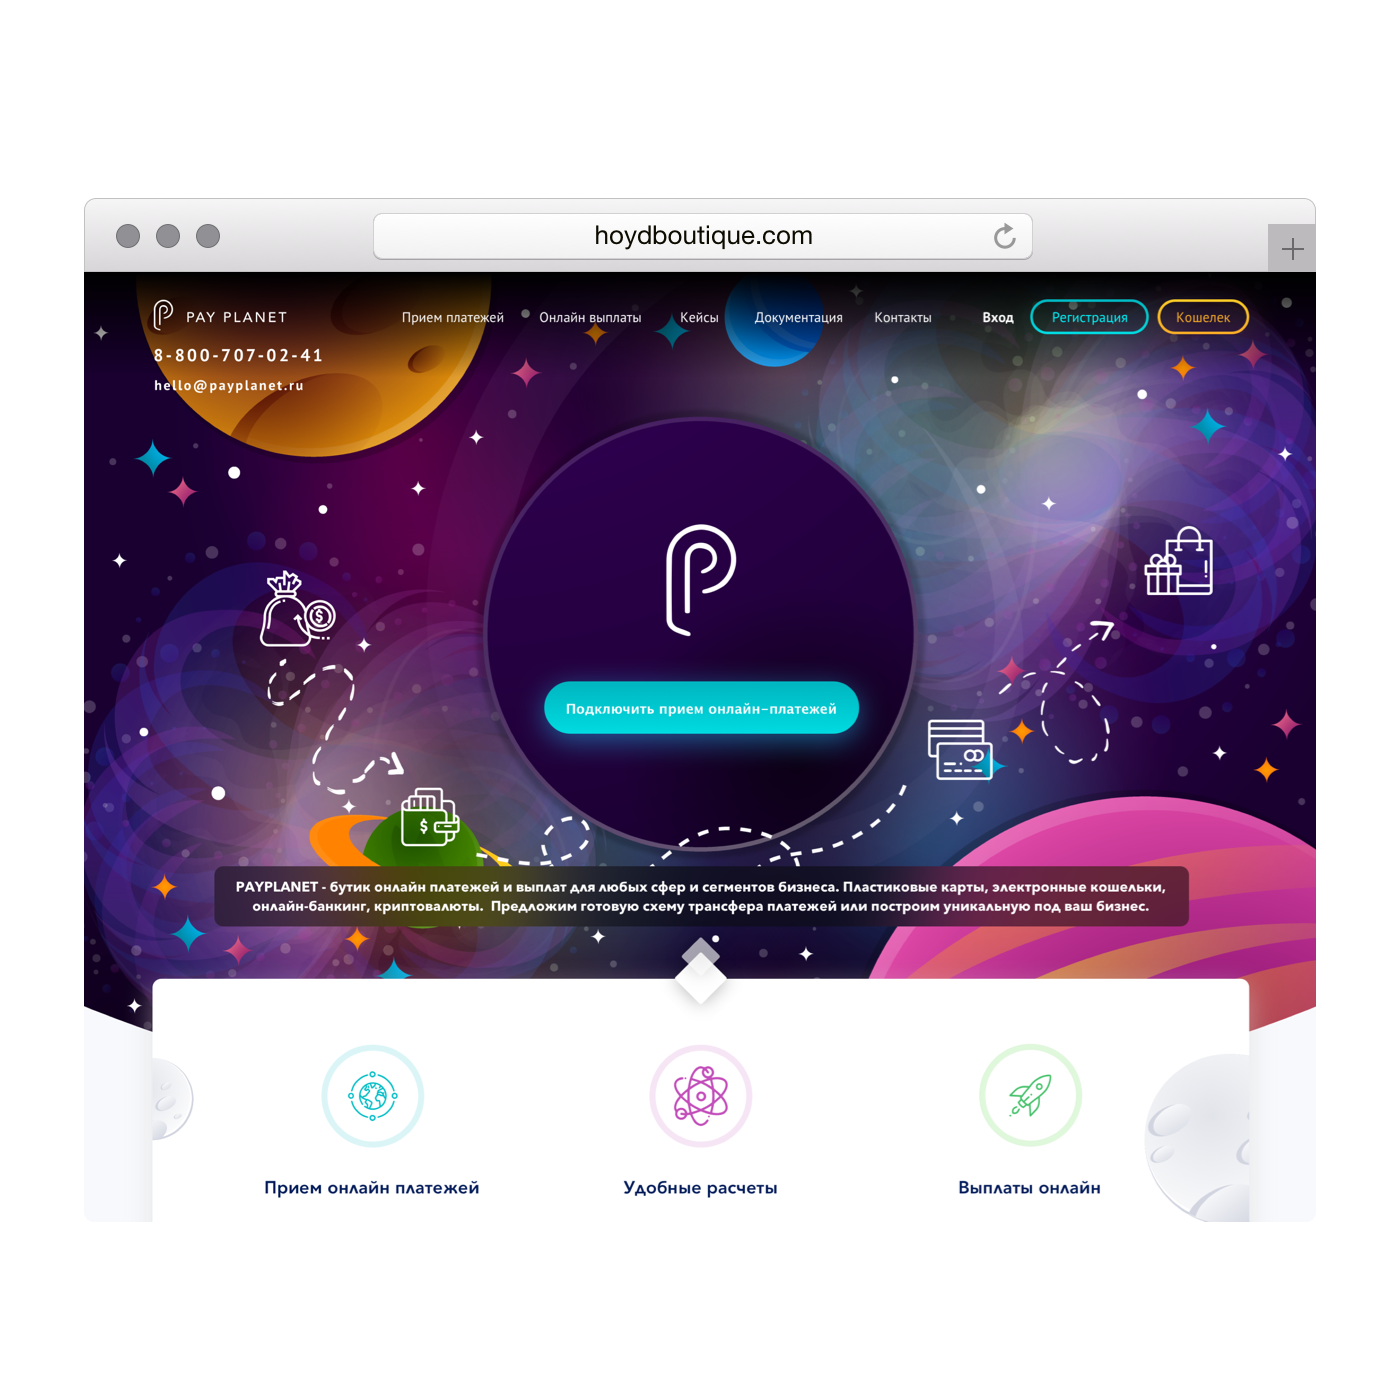 hoydboutique.com
PAY PLANET
Прием платежей Онлайн выплаты Кейсы Документация Контакты Вход Регистрация Кошелек
8-800-707-02-41
hello@payplanet.ru
Подключить прием онлайн-платежей
PAYPLANET - бутик онлайн платежей и выплат для любых сфер и сегментов бизнеса. Пластиковые карты, электронные кошельки,
онлайн-банкинг, криптовалюты. Предложим готовую схему трансфера платежей или построим уникальную под ваш бизнес.
Прием онлайн платежей
Удобные расчеты
Выплаты онлайн